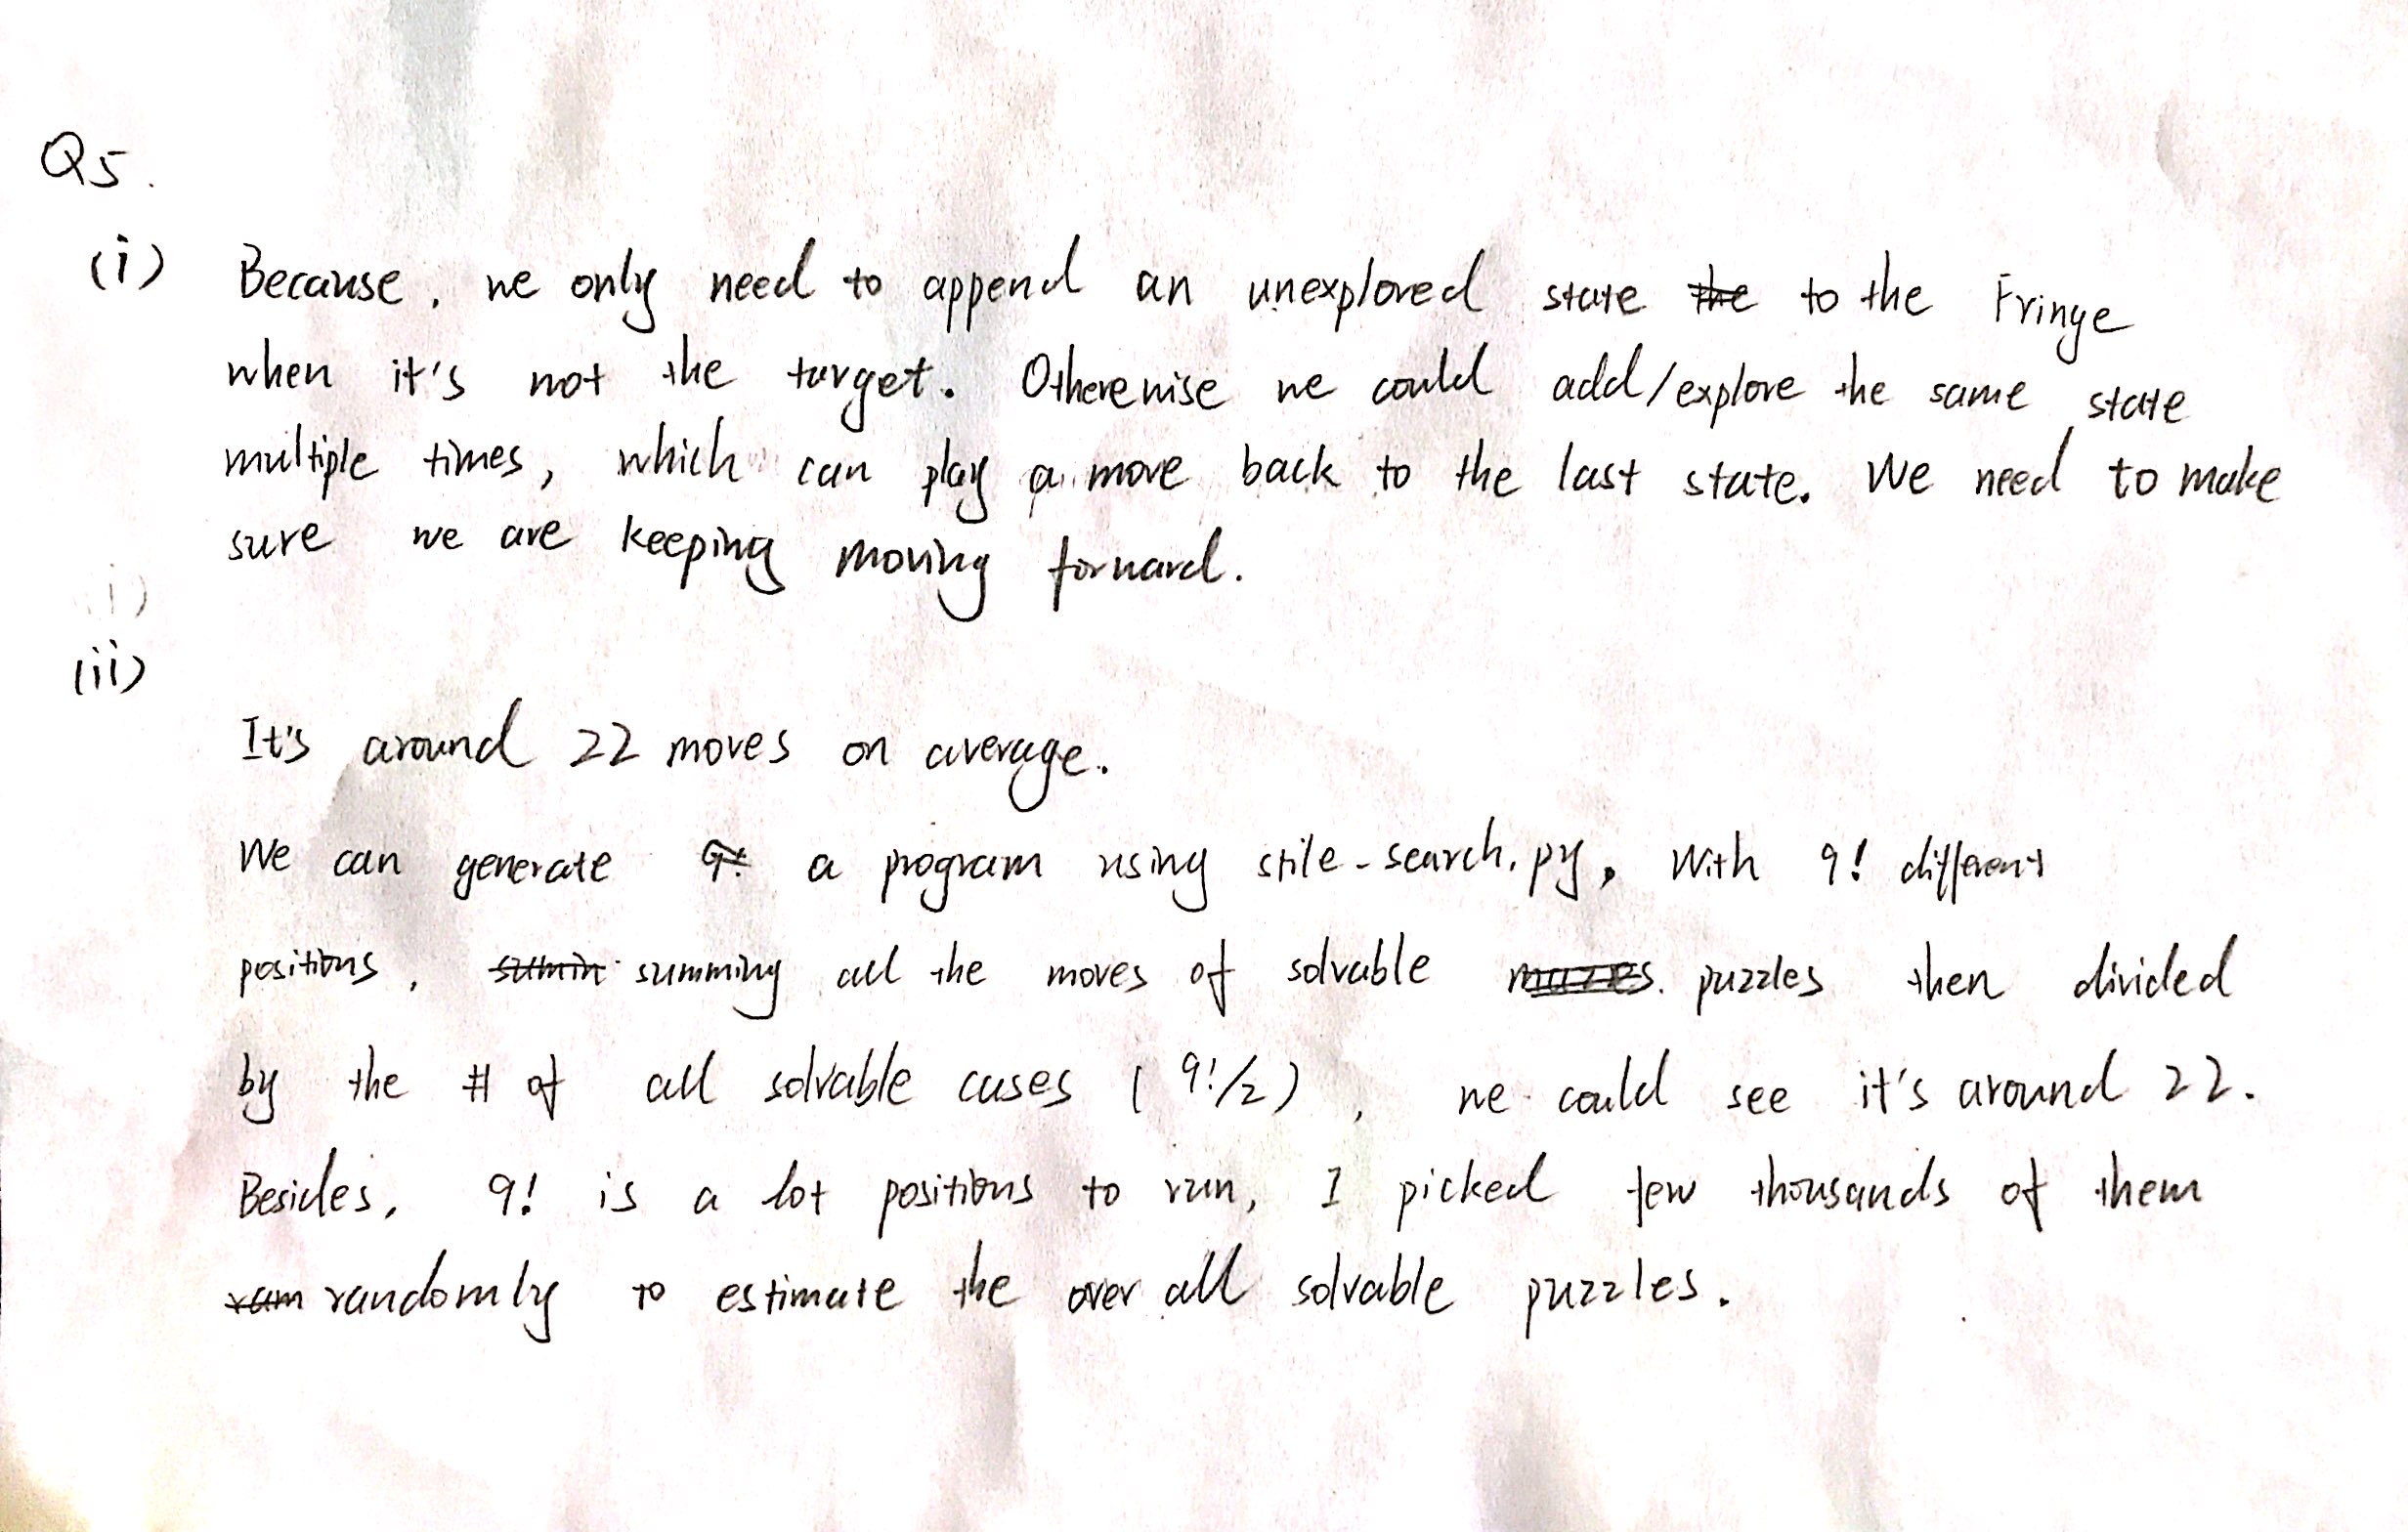 Q5.
(i) Because, we only need to append an unexplored state the to the Fringe
when it's not the target. Otherewise we could add/explore the same state
multiple times, which can play a move back to the last state. We need to make
sure we are keeping moving forward.
i)
(ii)
It's around 22 moves on average.
We can generate 9! a program using stile-search.py, With 9! different
positions, sumin summing all the moves of solvable mazes puzzles then divided
by the # of all solvable cases (9!/2), we could see it's around 22.
Besides, 9! is a lot positions to run, I picked few thousands of them
ram randomly to estimate the over all solvable puzzles.